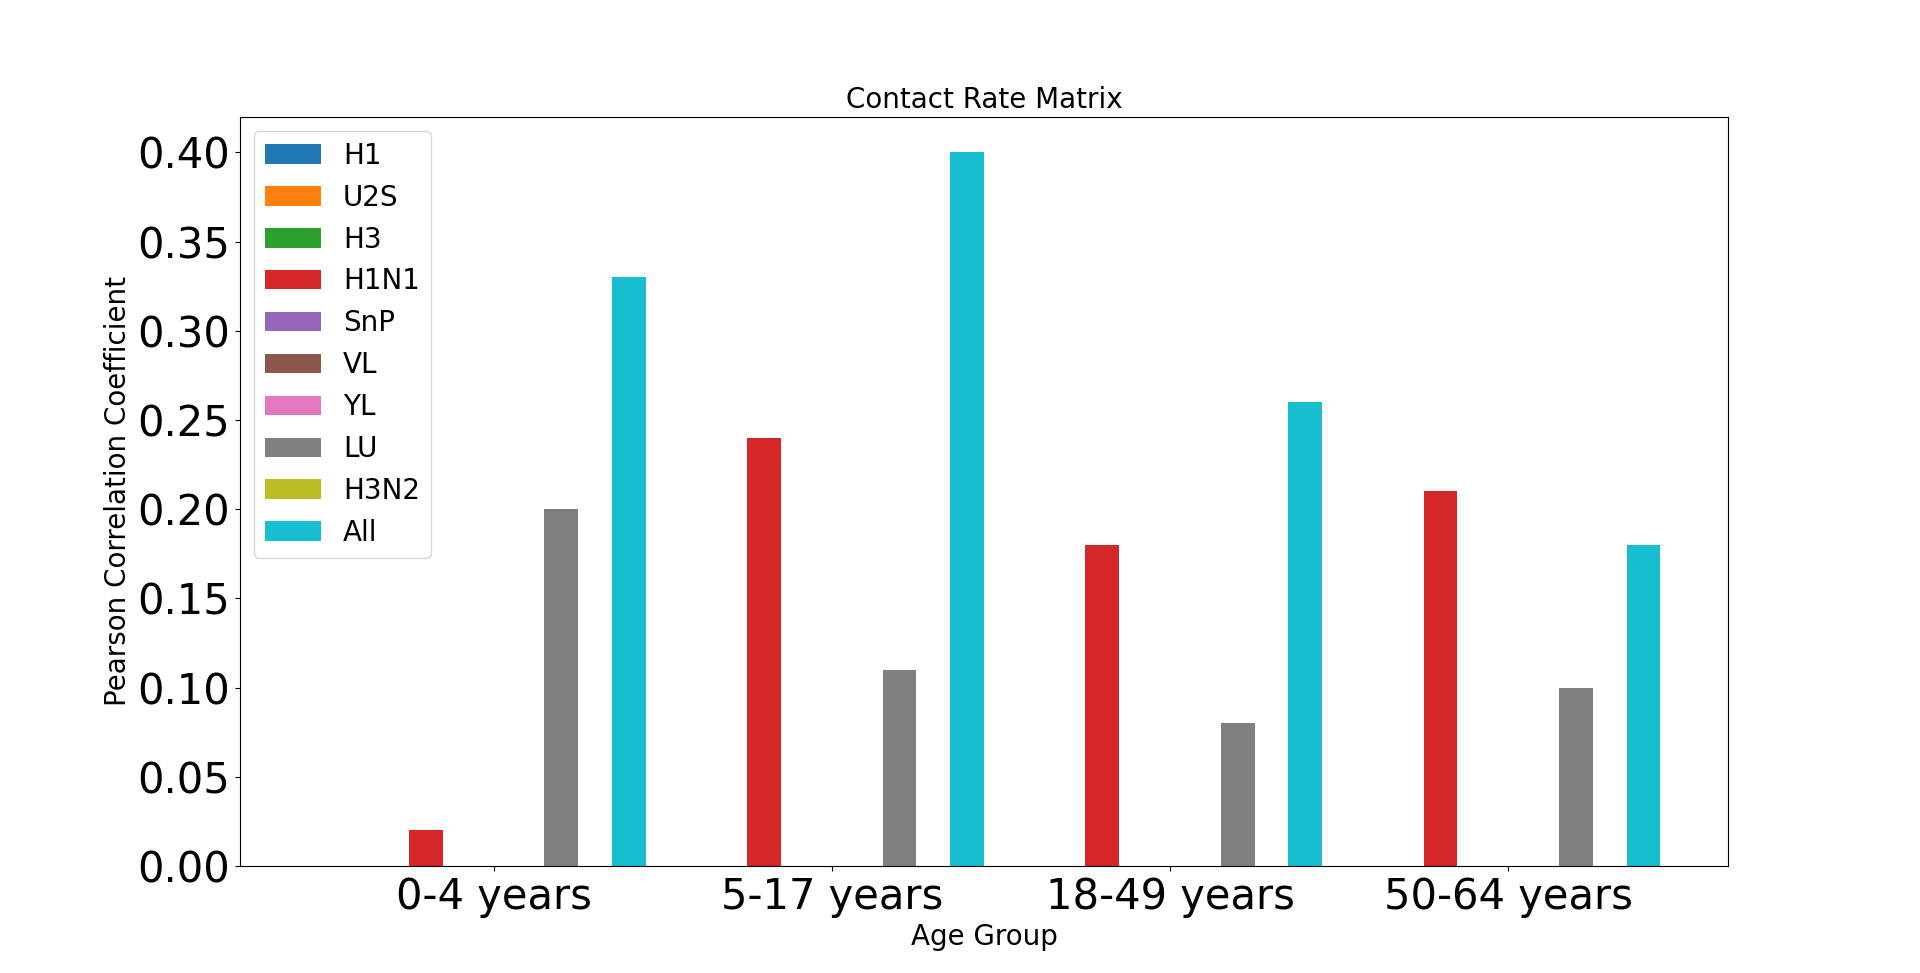 Contact Rate Matrix
Pearson Correlation Coefficient
0.40
0.35
0.30
0.25
0.20
0.15
0.10
0.05
0.00
H1
U2S
H3
H1N1
SnP
VL
YL
LU
H3N2
All
0-4 years 5-17 years 18-49 years 50-64 years
Age Group